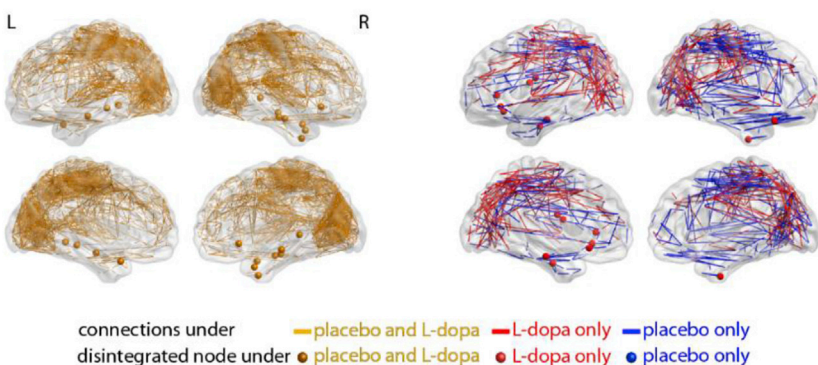 L R
connections under placebo and L-dopa L-dopa only placebo only
disintegrated node under placebo and L-dopa L-dopa only placebo only